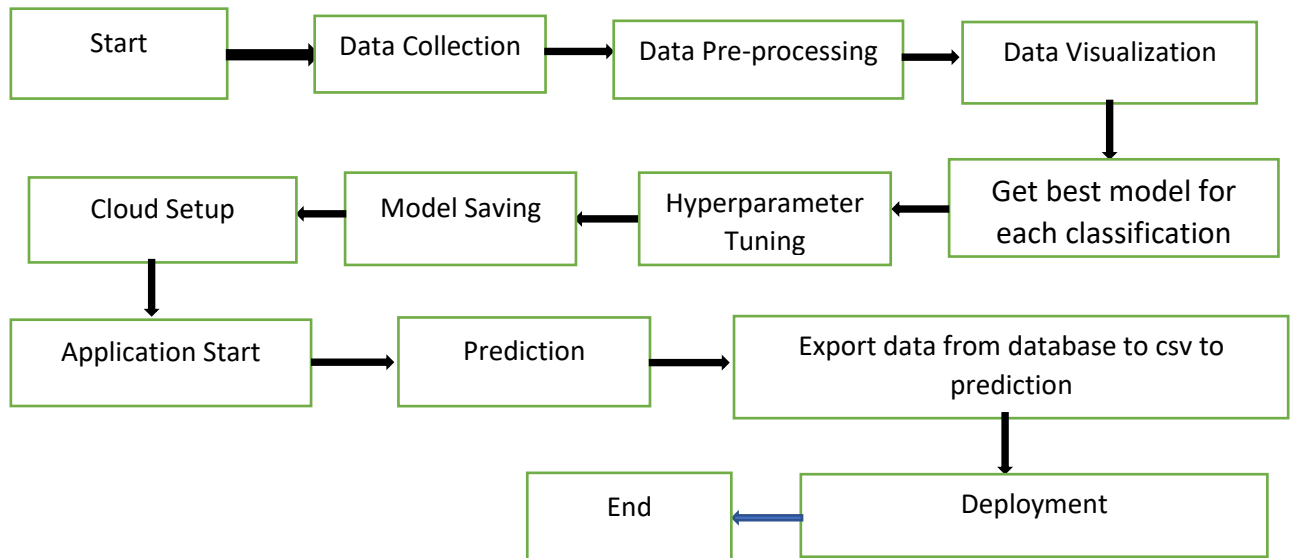 Start
Data Collection
Data Pre-processing
Data Visualization
Get best model for
each classification
Hyperparameter
Tuning
Model Saving
Cloud Setup
Application Start
Prediction
Export data from database to csv to
prediction
Deployment
End